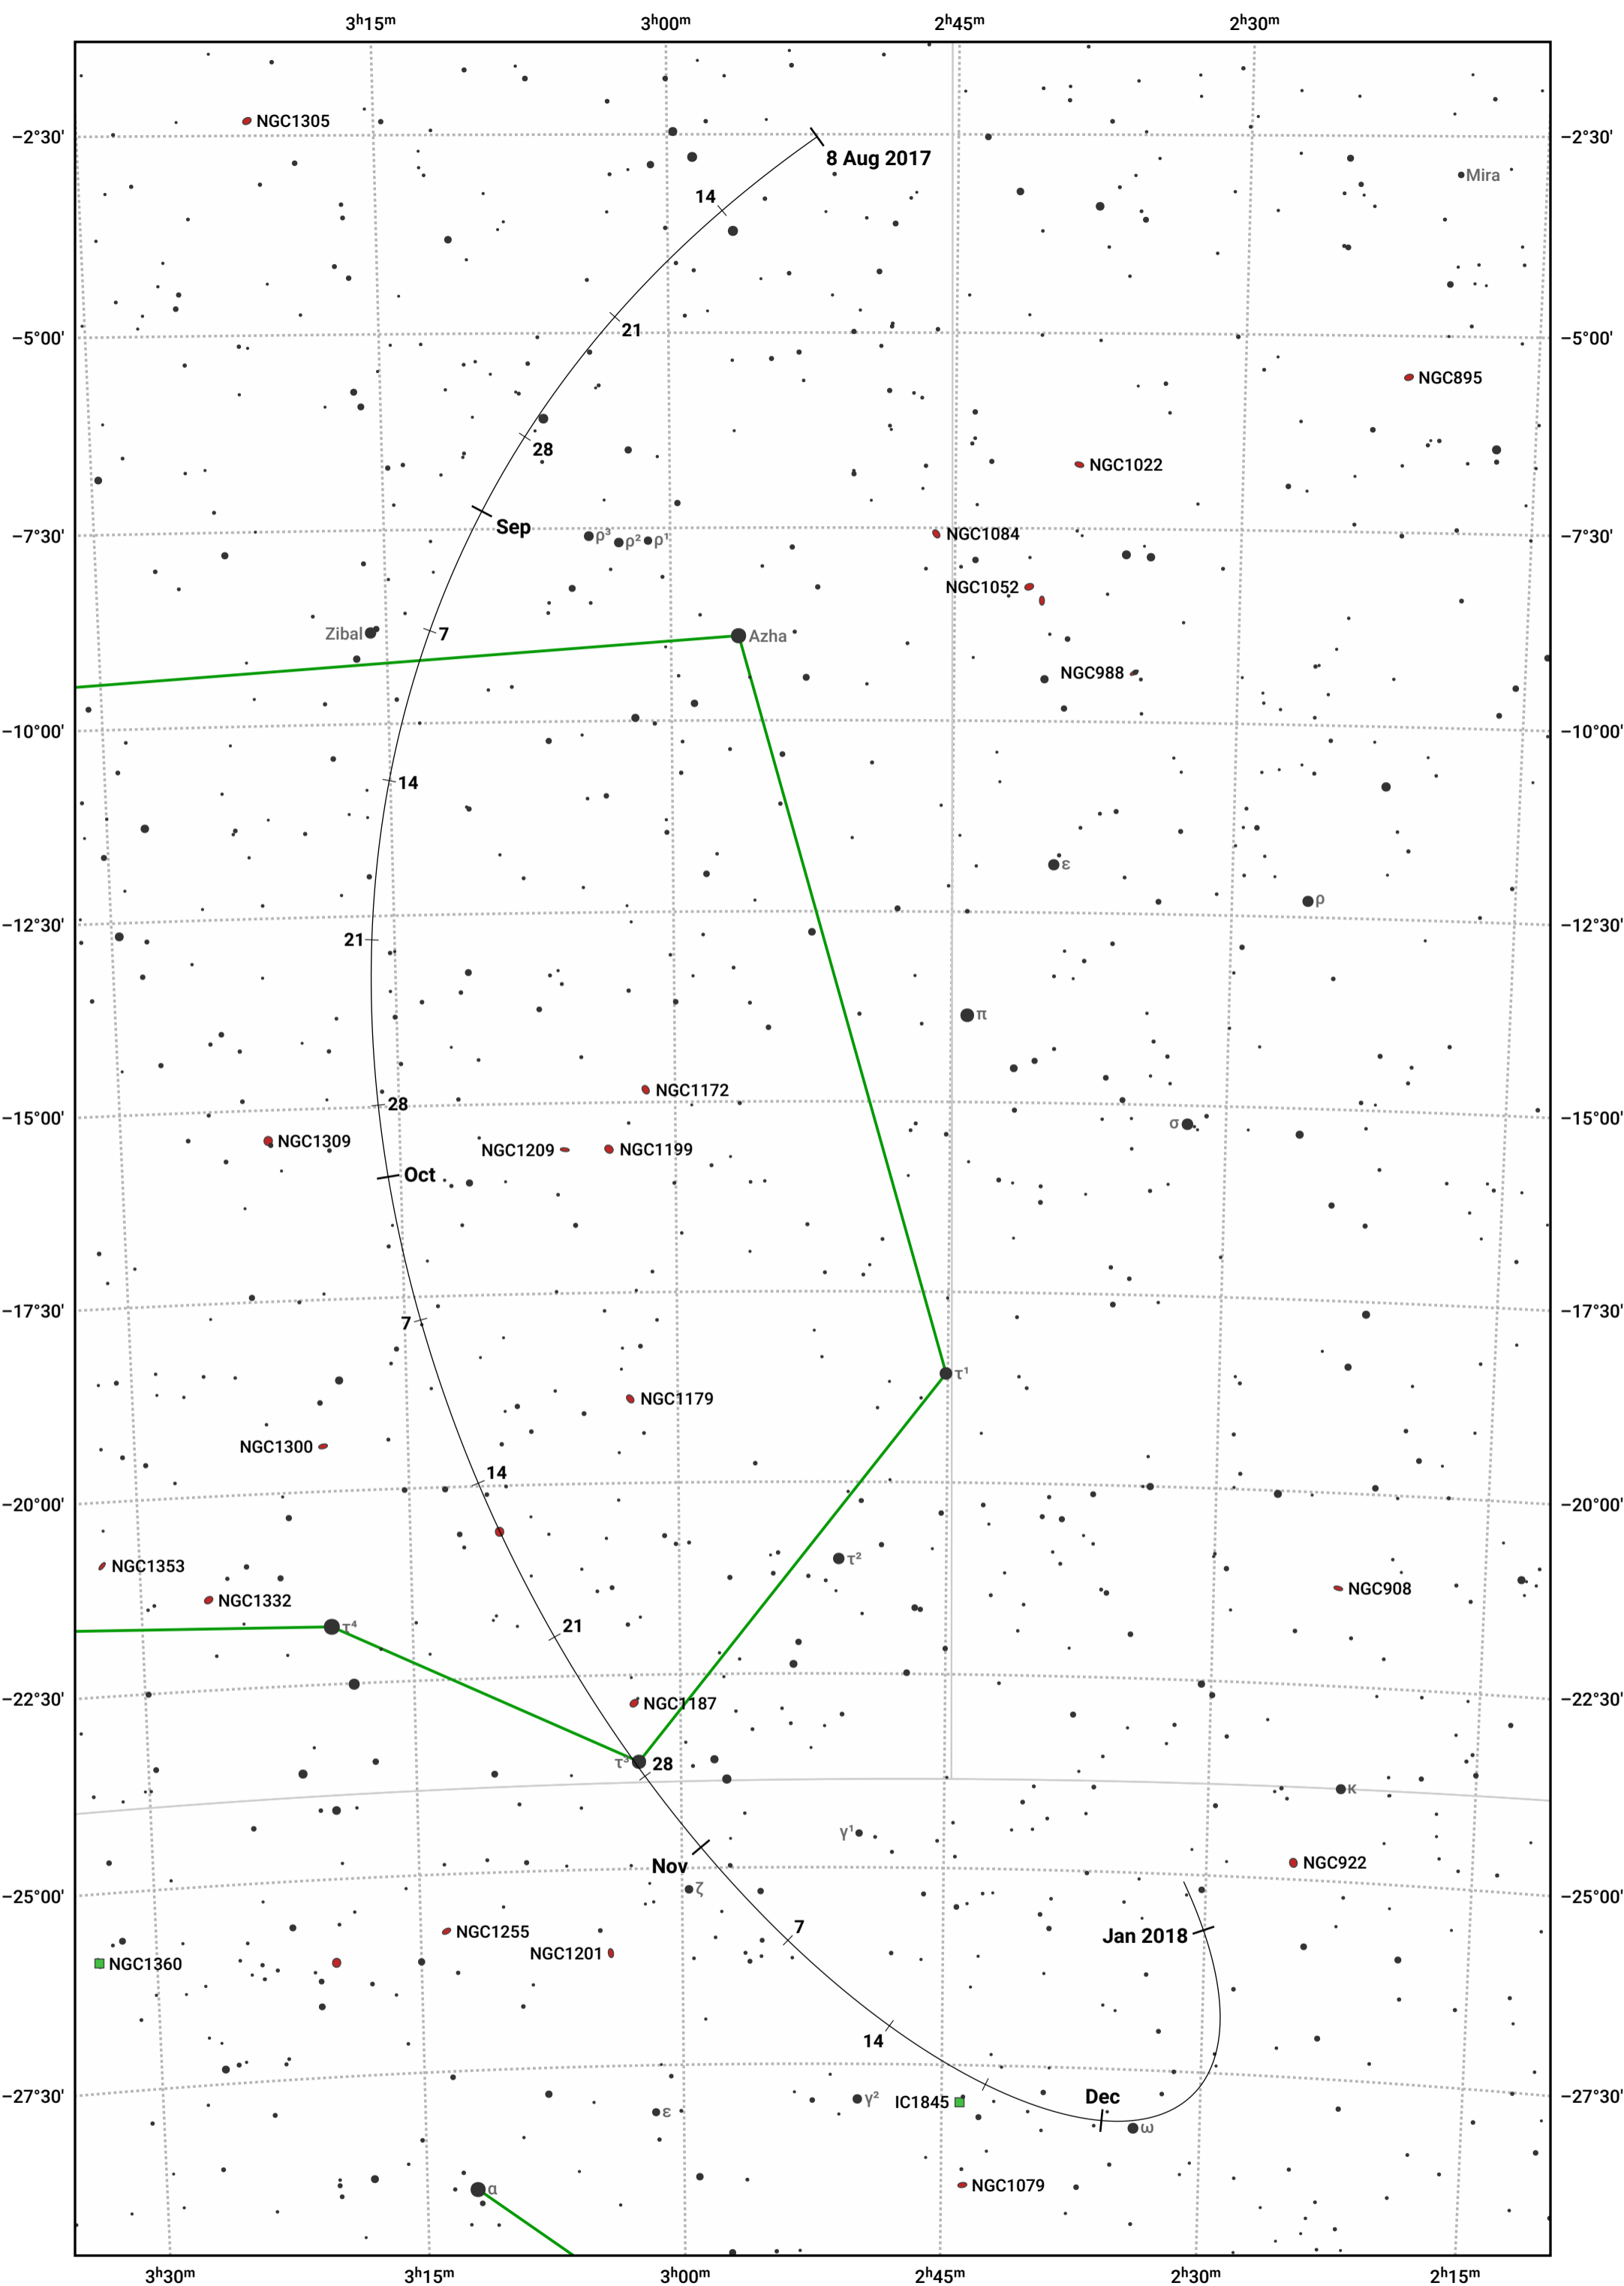 3ʰ15ᵐ 3ʰ00ᵐ 2ʰ45ᵐ 2ʰ30ᵐ
NGC1305
−2°30' −2°30'
8 Aug 2017
Mira
14
21
−5°00' −5°00'
NGC895
28
NGC1022
Sep
−7°30' ρ³ ρ² ρ¹ NGC1084 −7°30'
NGC1052
Zibal 7 Azha
NGC988
−10°00' −10°00'
14
ε
ρ
−12°30' −12°30'
21
π
NGC1172
28
−15°00' −15°00'
σ
NGC1309 NGC1209 NGC1199
Oct
−17°30' −17°30'
7
τ¹
NGC1179
NGC1300
14
−20°00' −20°00'
τ²
NGC1353
NGC908
NGC1332
τ⁴ 21
−22°30' NGC1187 −22°30'
τ³ 28
κ
γ¹
Nov NGC922
ζ
−25°00' −25°00'
7
NGC1255 Jan 2018
NGC1201
NGC1360
14
−27°30' γ² IC1845 Dec −27°30'
ε
ω
NGC1079
α
3ʰ30ᵐ 3ʰ15ᵐ 3ʰ00ᵐ 2ʰ45ᵐ 2ʰ30ᵐ 2ʰ15ᵐ